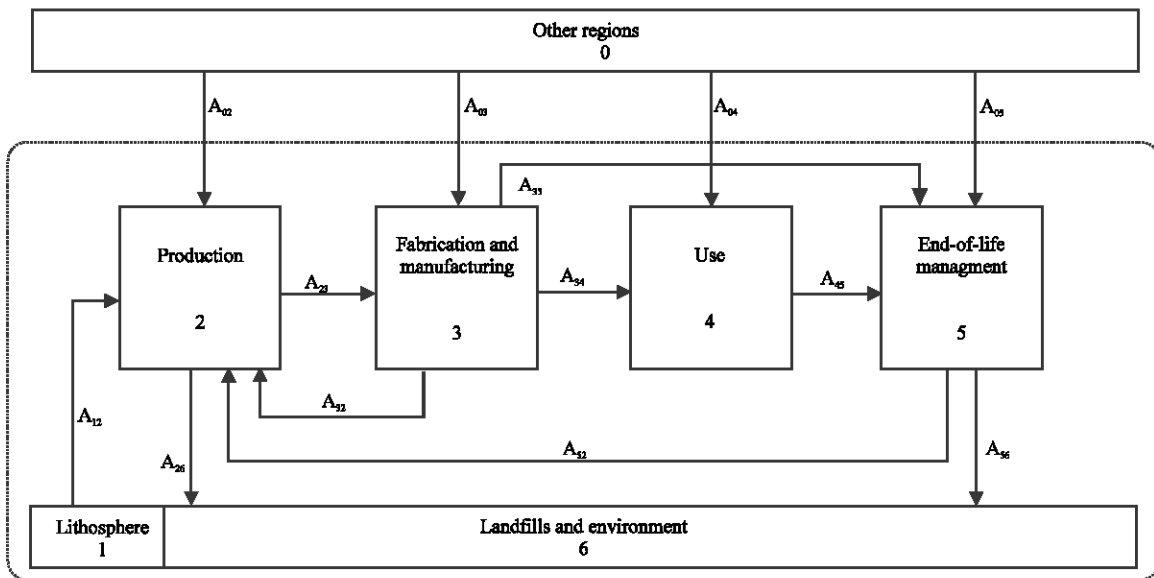 Other regions
0
A₀₂
A₀₃
A₀₄
A₀₅
A₃₅
Production
2
Fabrication and
manufacturing
3
Use
4
End-of-life
managment
5
A₂₃
A₃₄
A₄₅
A₃₂
A₁₂
A₂₆
A₅₂
A₅₆
Lithosphere
1
Landfills and environment
6